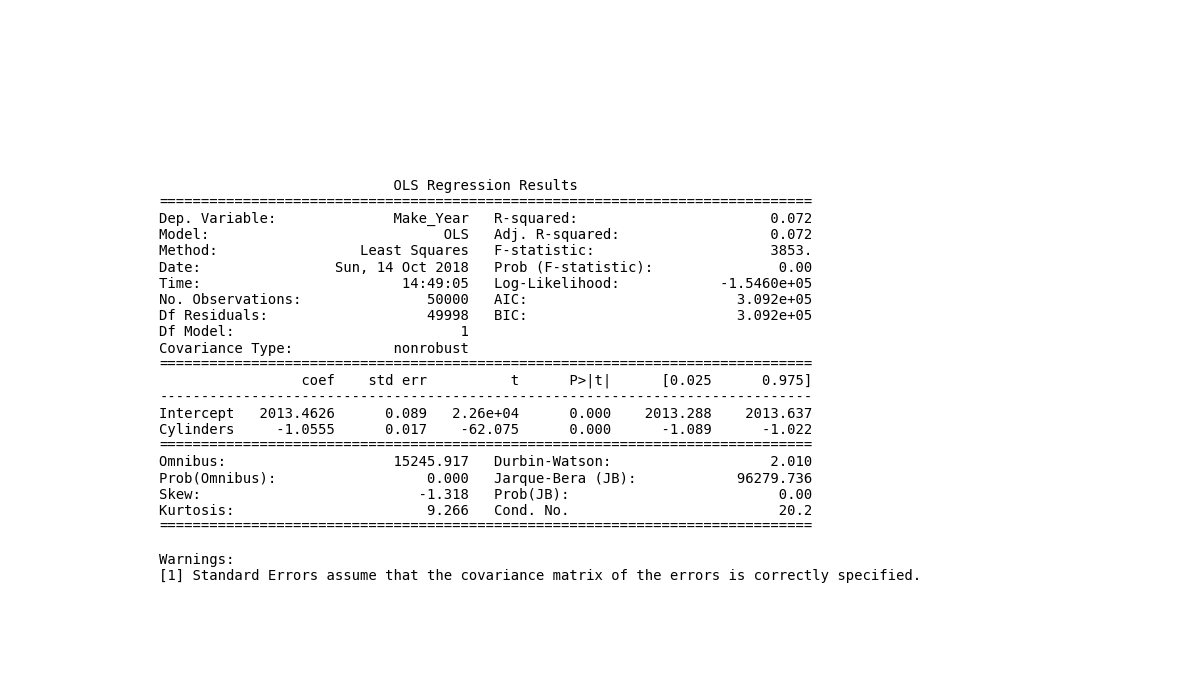 OLS Regression Results
==============================================================================
Dep. Variable:              Make_Year   R-squared:                       0.072
Model:                            OLS   Adj. R-squared:                  0.072
Method:                 Least Squares   F-statistic:                     3853.
Date:                Sun, 14 Oct 2018   Prob (F-statistic):               0.00
Time:                        14:49:05   Log-Likelihood:            -1.5460e+05
No. Observations:               50000   AIC:                         3.092e+05
Df Residuals:                   49998   BIC:                         3.092e+05
Df Model:                           1
Covariance Type:            nonrobust
==============================================================================
                 coef    std err          t      P>|t|      [0.025      0.975]
------------------------------------------------------------------------------
Intercept   2013.4626      0.089   2.26e+04      0.000    2013.288    2013.637
Cylinders     -1.0555      0.017    -62.075      0.000      -1.089      -1.022
==============================================================================
Omnibus:                    15245.917   Durbin-Watson:                   2.010
Prob(Omnibus):                  0.000   Jarque-Bera (JB):            96279.736
Skew:                          -1.318   Prob(JB):                         0.00
Kurtosis:                       9.266   Cond. No.                         20.2
==============================================================================

Warnings:
[1] Standard Errors assume that the covariance matrix of the errors is correctly specified.